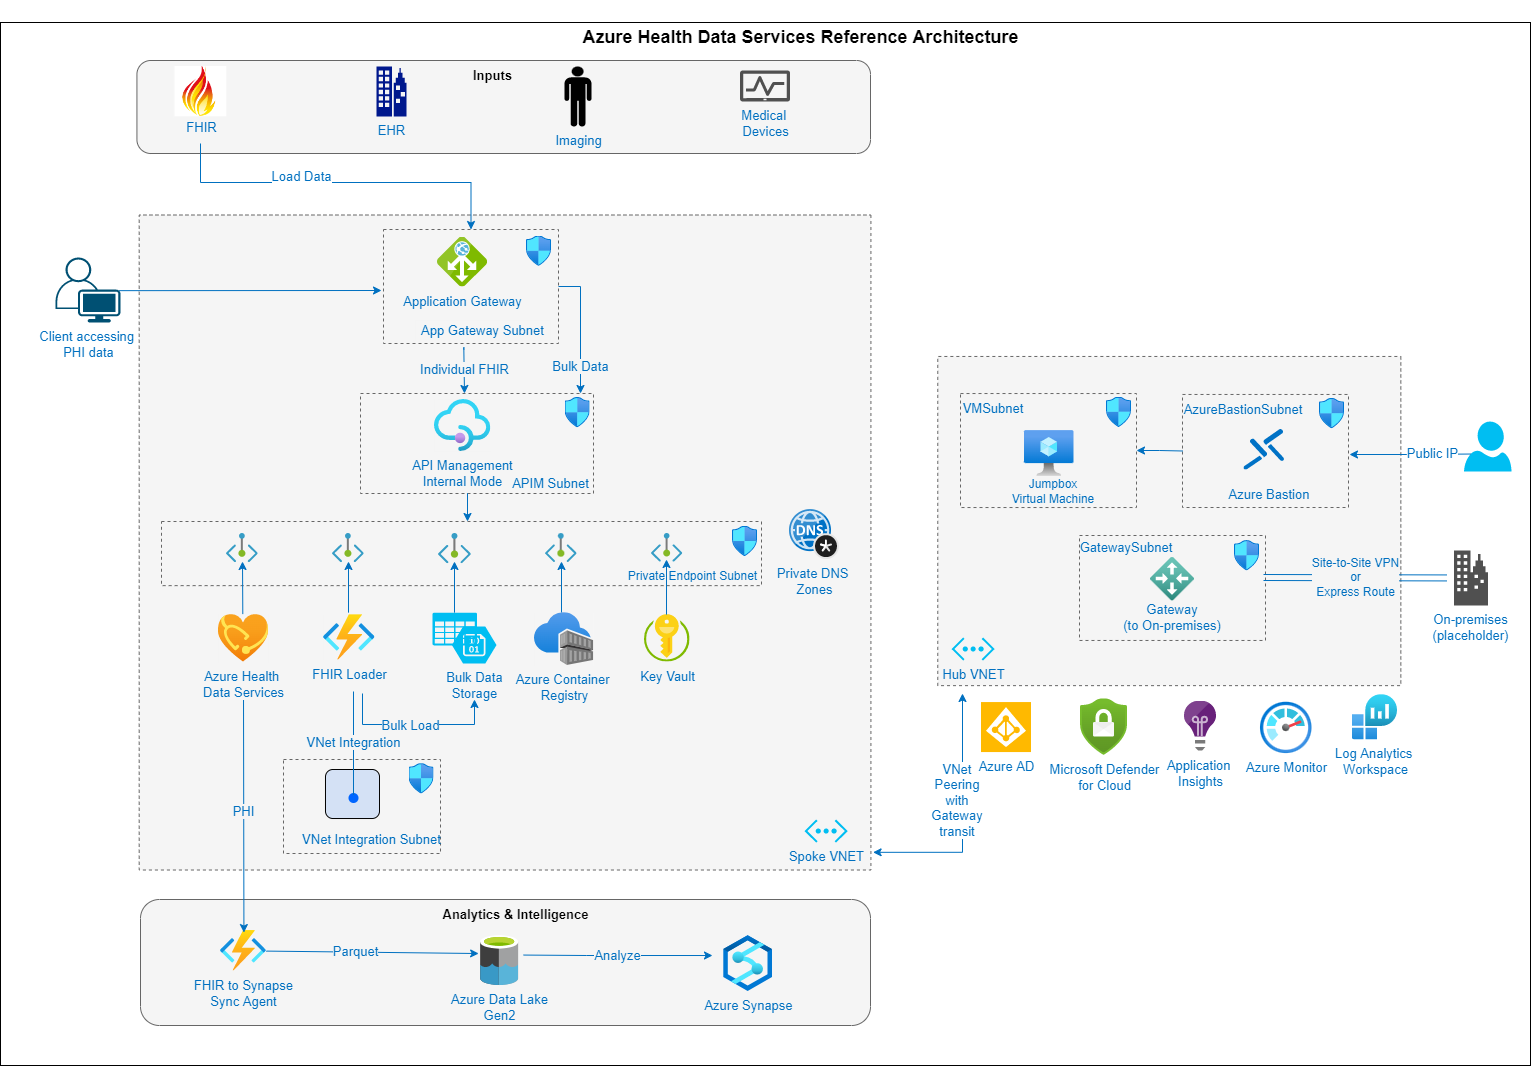 Azure Health Data Services Reference Architecture
Inputs
FHIR
EHR
Imaging
Medical
Devices
Load Data
Application Gateway
App Gateway Subnet
Client accessing
PHI data
Individual FHIR
Bulk Data
API Management
Internal Mode
APIM Subnet
DNS
Private Endpoint Subnet
Private DNS
Zones
Azure Health
Data Services
FHIR Loader
10
01
Bulk Data
Storage
Azure Container
Registry
Key Vault
Bulk Load
VNet Integration
VNet Integration Subnet
PHI
Spoke VNET
VMSubnet
Jumpbox
Virtual Machine
AzureBastionSubnet
Azure Bastion
Public IP
GatewaySubnet
Gateway
(to On-premises)
Site-to-Site VPN
or
Express Route
On-premises
(placeholder)
Hub VNET
VNet
Peering
with
Gateway
transit
Azure AD
Microsoft Defender
for Cloud
Application
Insights
Azure Monitor
Log Analytics
Workspace
Analytics & Intelligence
FHIR to Synapse
Sync Agent
Parquet
Azure Data Lake
Gen2
Analyze
Azure Synapse